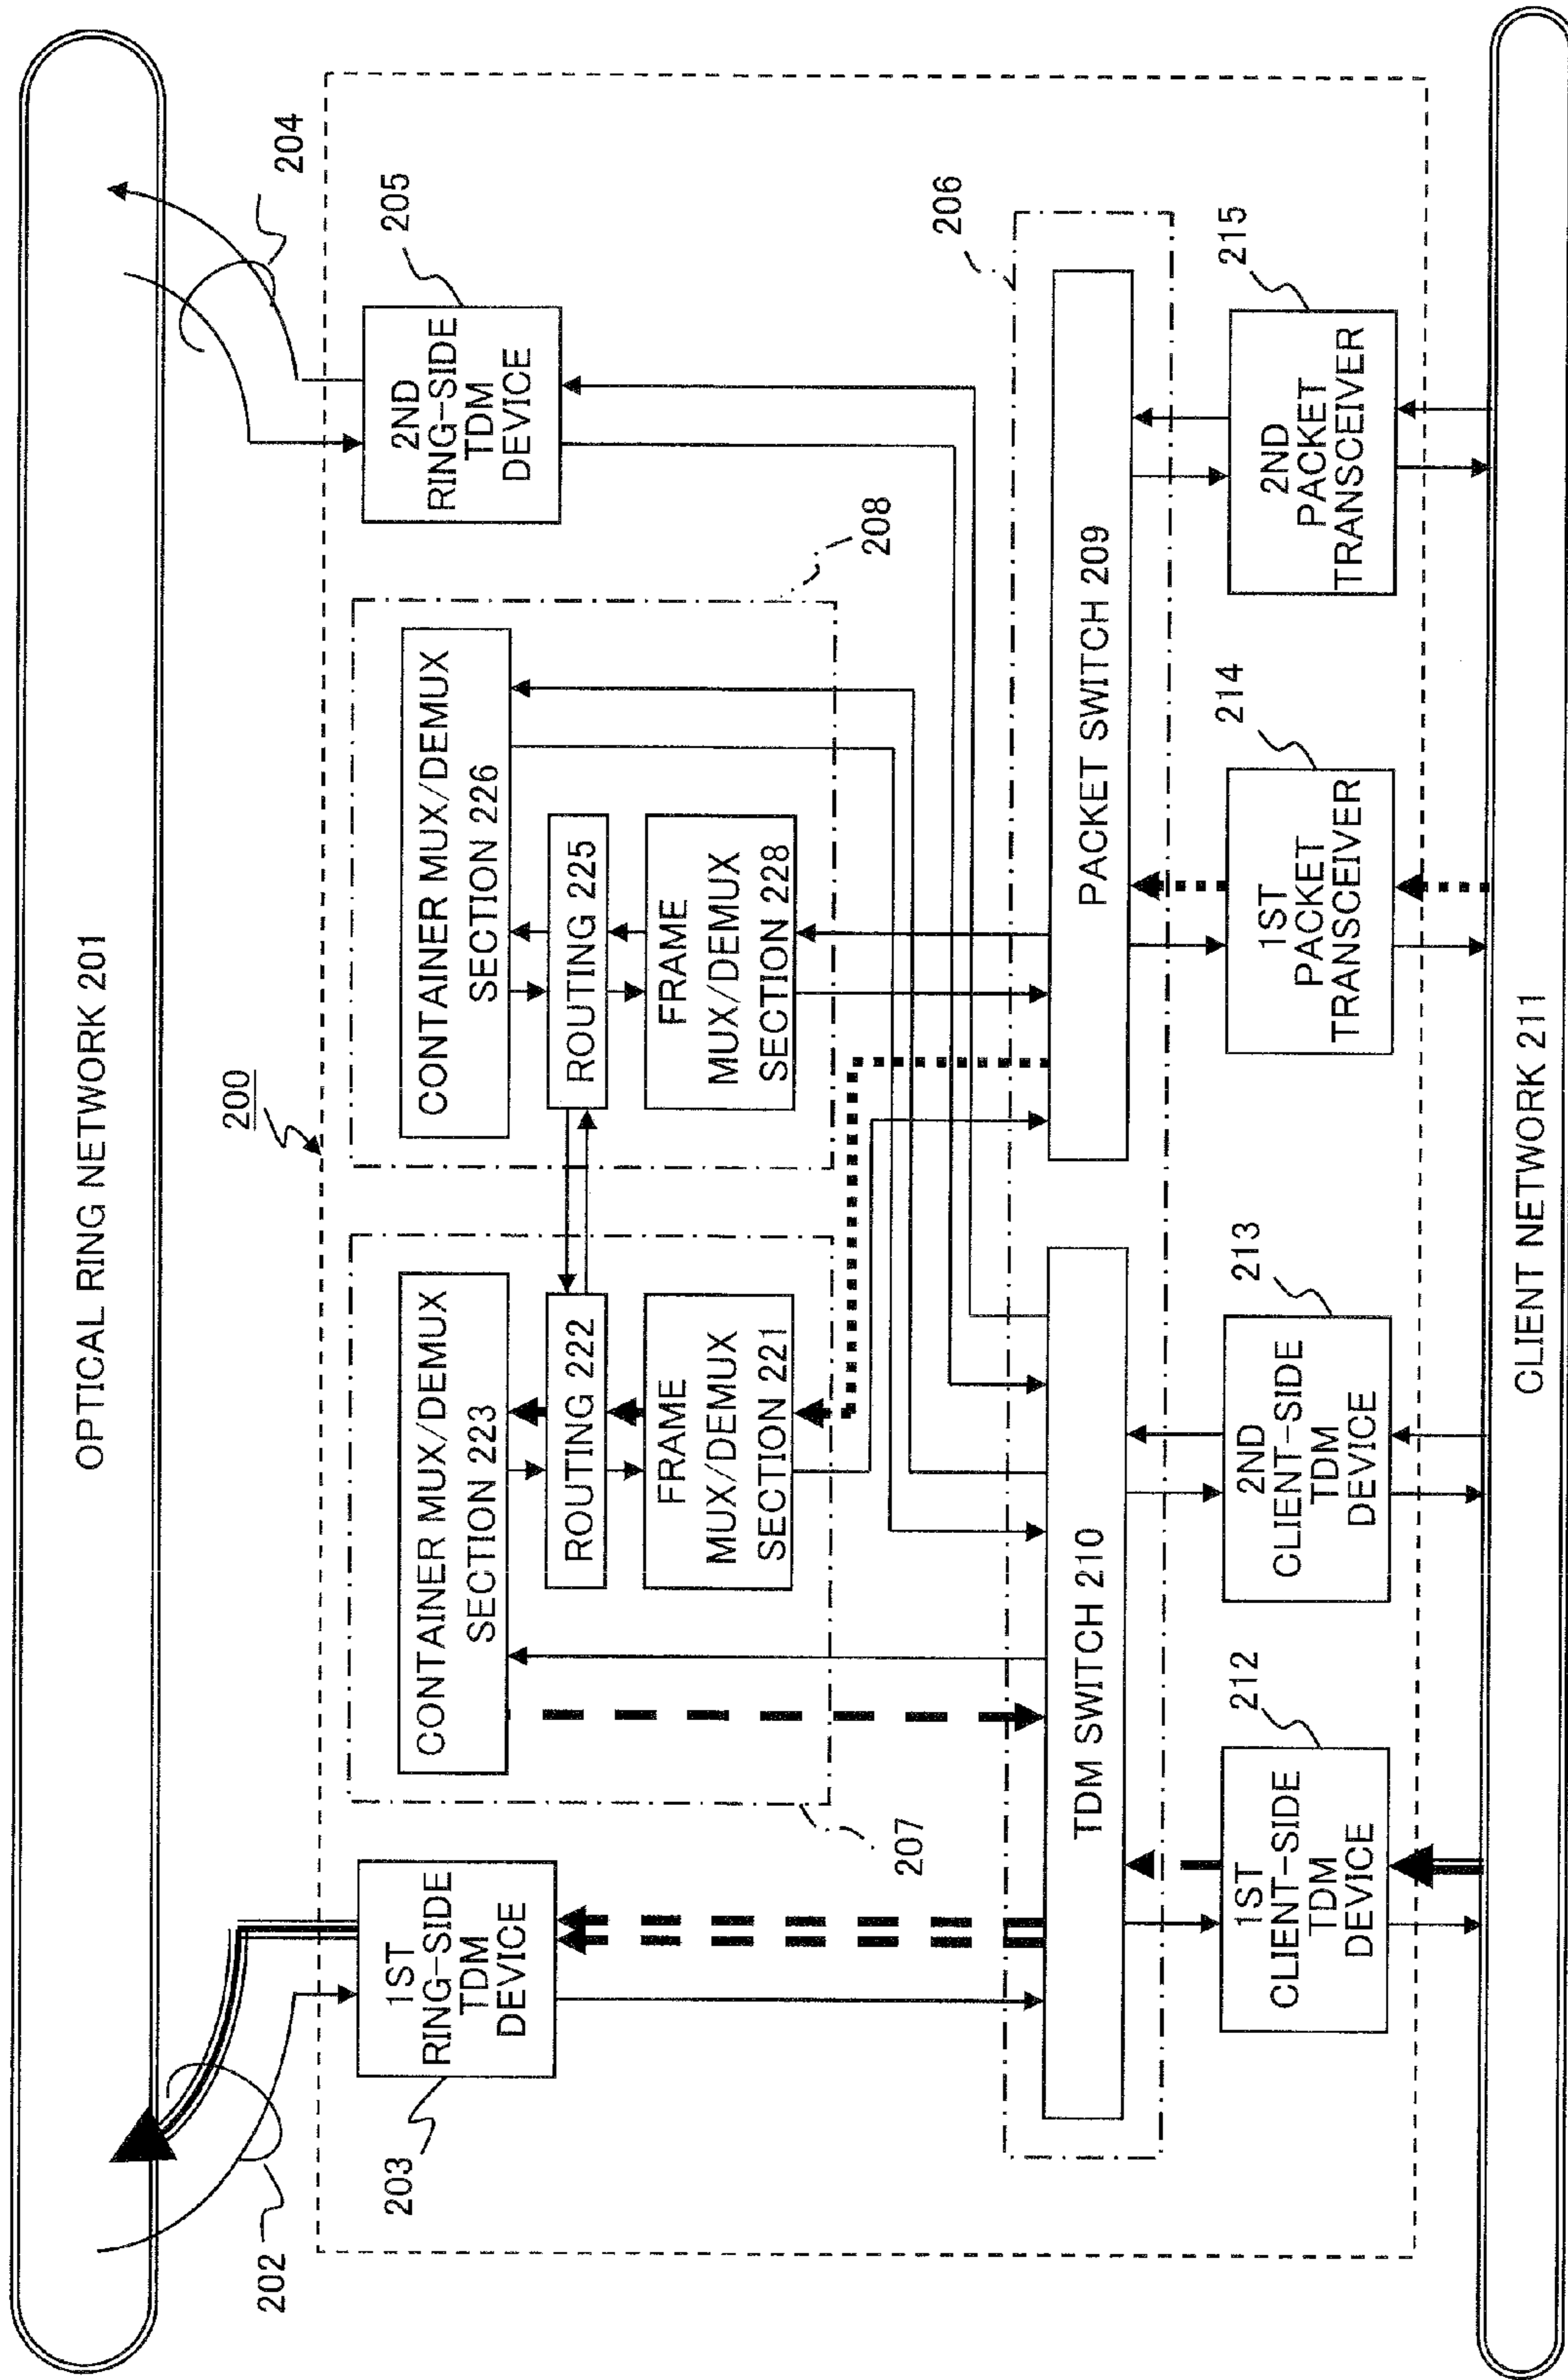 OPTICAL RING NETWORK 201
202
204
200
203
1ST
RING-SIDE
TDM
DEVICE
207
CONTAINER MUX/DEMUX
SECTION 223
ROUTING 222
FRAME
MUX/DEMUX
SECTION 221
CONTAINER MUX/DEMUX
SECTION 226
ROUTING 225
FRAME
MUX/DEMUX
SECTION 228
208
2ND
RING-SIDE
TDM
DEVICE
205
206
TDM SWITCH 210
PACKET SWITCH 209
212
1ST
CLIENT-SIDE
TDM
DEVICE
213
2ND
CLIENT-SIDE
TDM
DEVICE
214
1ST
PACKET
TRANSCEIVER
215
2ND
PACKET
TRANSCEIVER
CLIENT NETWORK 211